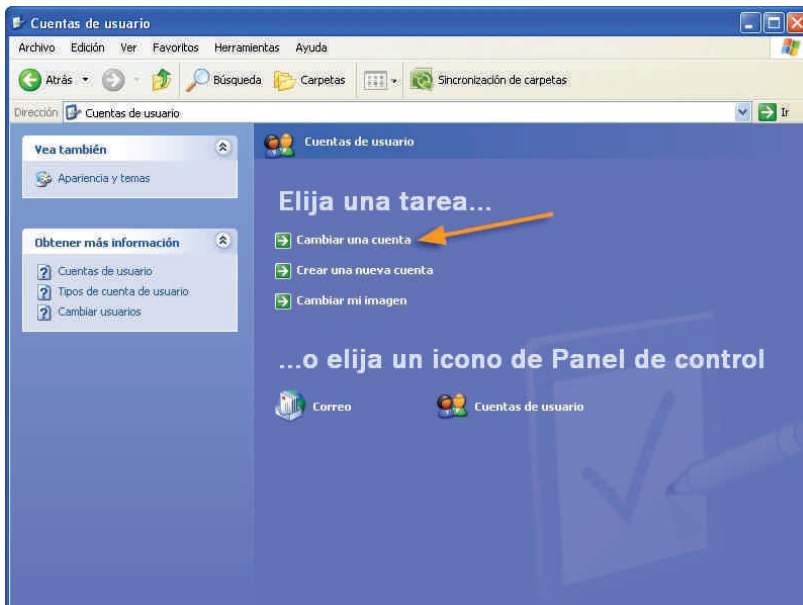 Cuentas de usuario
Archivo Edición Ver Favoritos Herramientas Ayuda
Atrás Búsqueda Carpetas Sincronización de carpetas
Dirección Cuentas de usuario Ir
Vea también
Apariencia y temas
Obtener más información
Cuentas de usuario
Tipos de cuenta de usuario
Cambiar usuarios
Cuentas de usuario
Elija una tarea...
Cambiar una cuenta
Crear una nueva cuenta
Cambiar mi imagen
...o elija un icono de Panel de control
Correo Cuentas de usuario